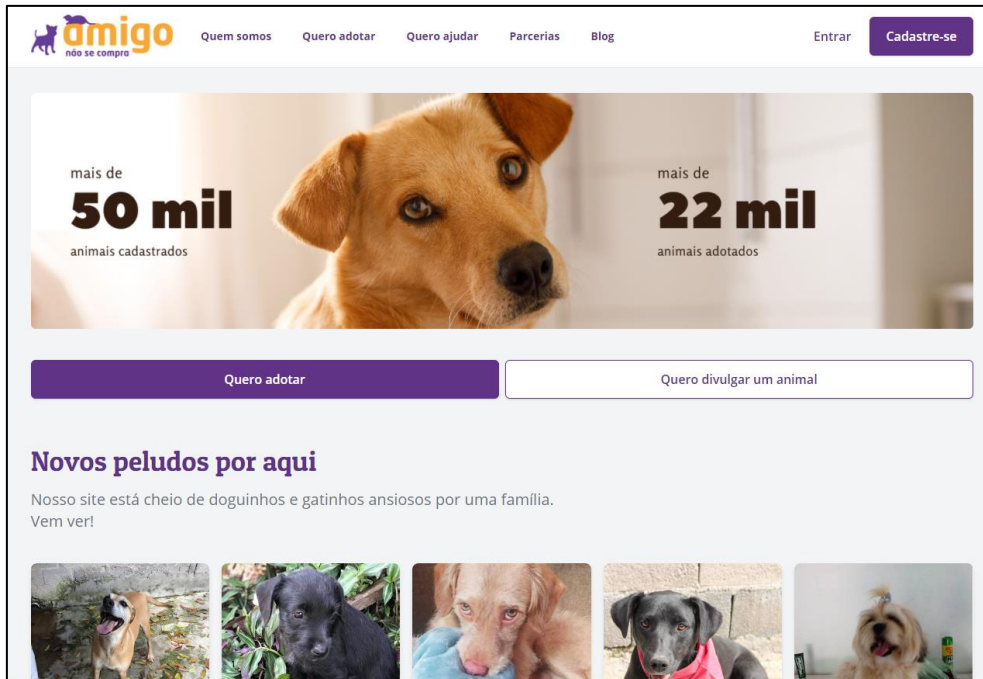 amigo
não se compra
Quem somos Quero adotar Quero ajudar Parcerias Blog Entrar Cadastre-se
mais de
50 mil
animais cadastrados
mais de
22 mil
animais adotados
Quero adotar Quero divulgar um animal
Novos peludos por aqui
Nosso site está cheio de doguinhos e gatinhos ansiosos por uma família.
Vem ver!